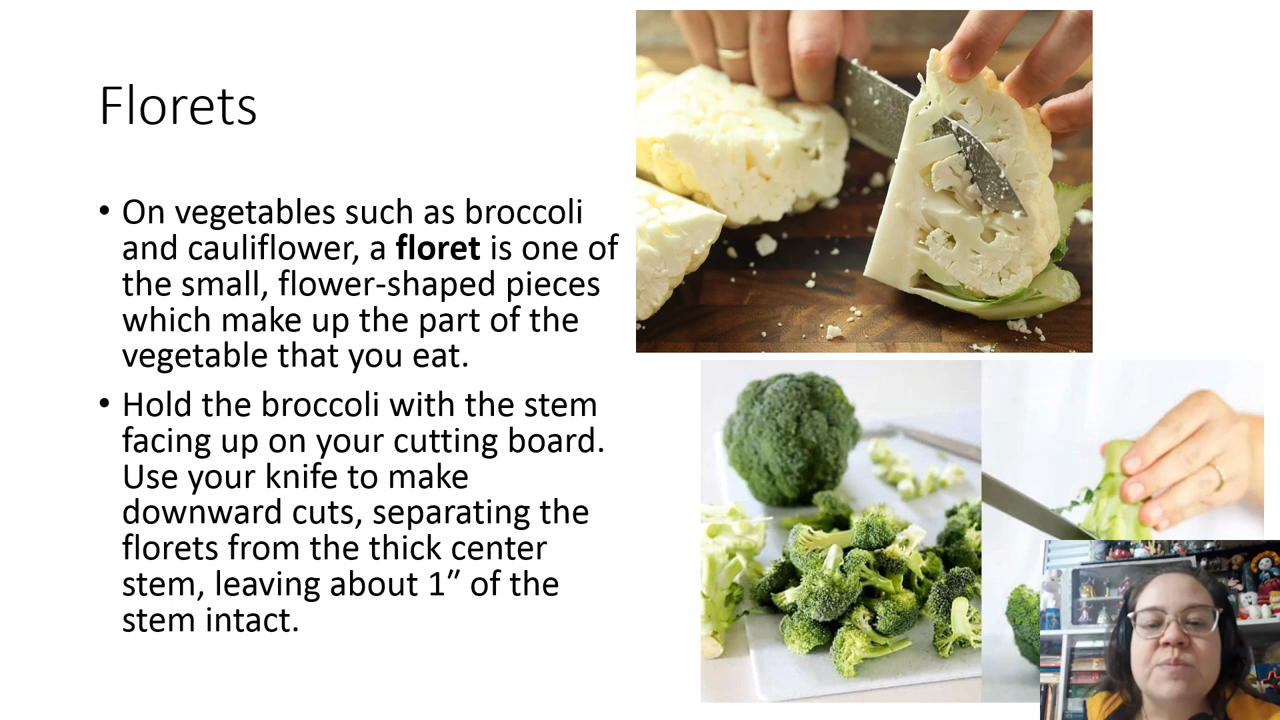 Florets
• On vegetables such as broccoli
and cauliflower, a floret is one of
the small, flower-shaped pieces
which make up the part of the
vegetable that you eat.
• Hold the broccoli with the stem
facing up on your cutting board.
Use your knife to make
downward cuts, separating the
florets from the thick center
stem, leaving about 1″ of the
stem intact.